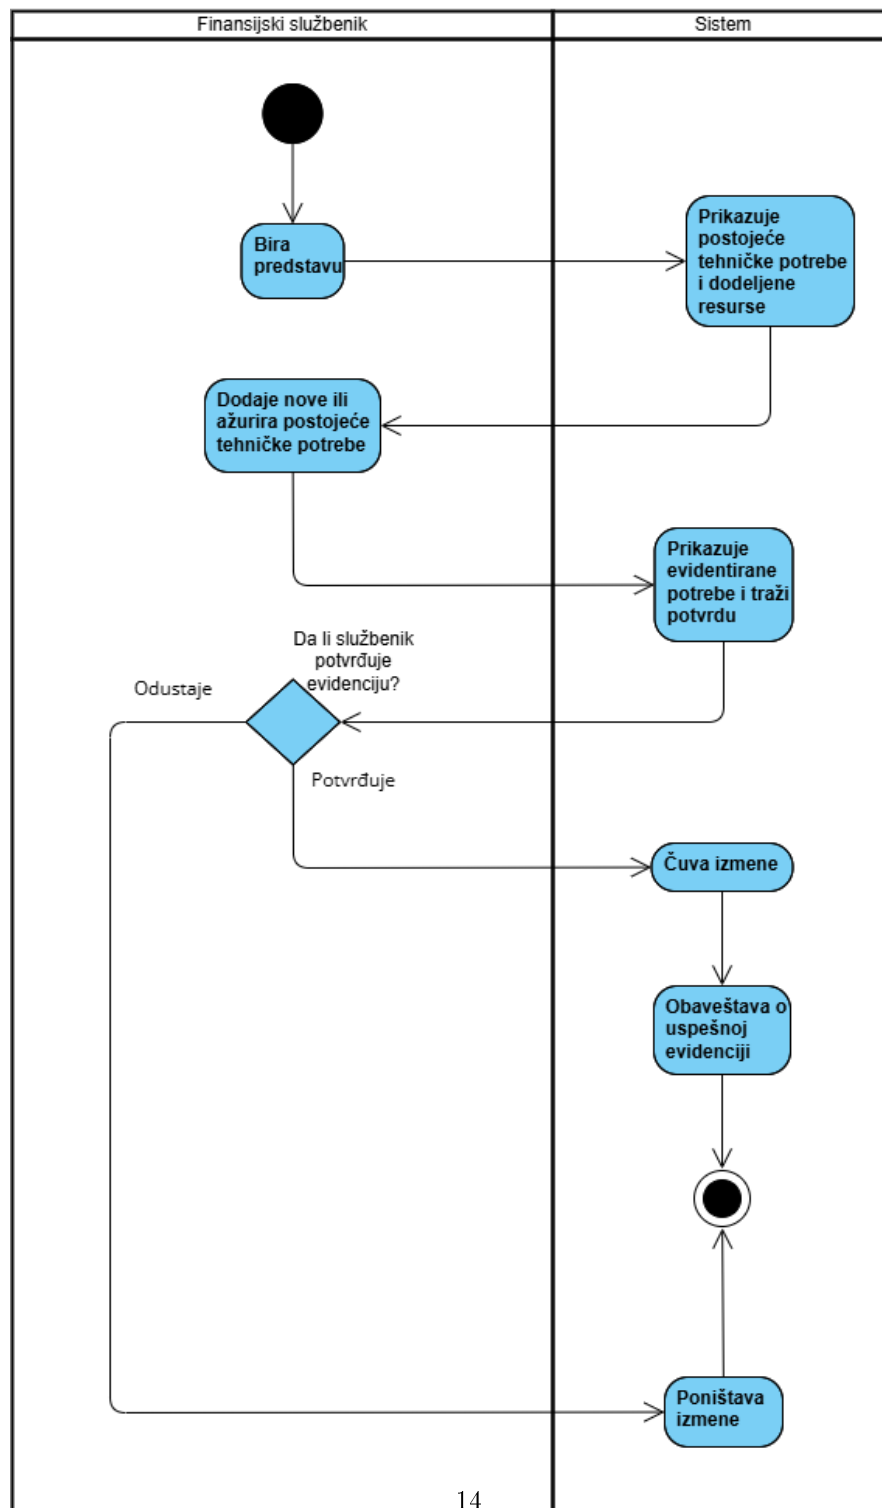 Finansijski službenik
Sistem
Bira
predstavu
Prikazuje
postojeće
tehničke potrebe
i dodeljene
resurse
Dodaje nove ili
ažurira postojeće
tehničke potrebe
Prikazuje
evidentirane
potrebe i traži
potvrdu
Da li službenik
potvrđuje
evidenciju?
Odustaje
Potvrđuje
Čuva izmene
Obaveštava o
uspešnoj
evidenciji
Poništava
izmene
14